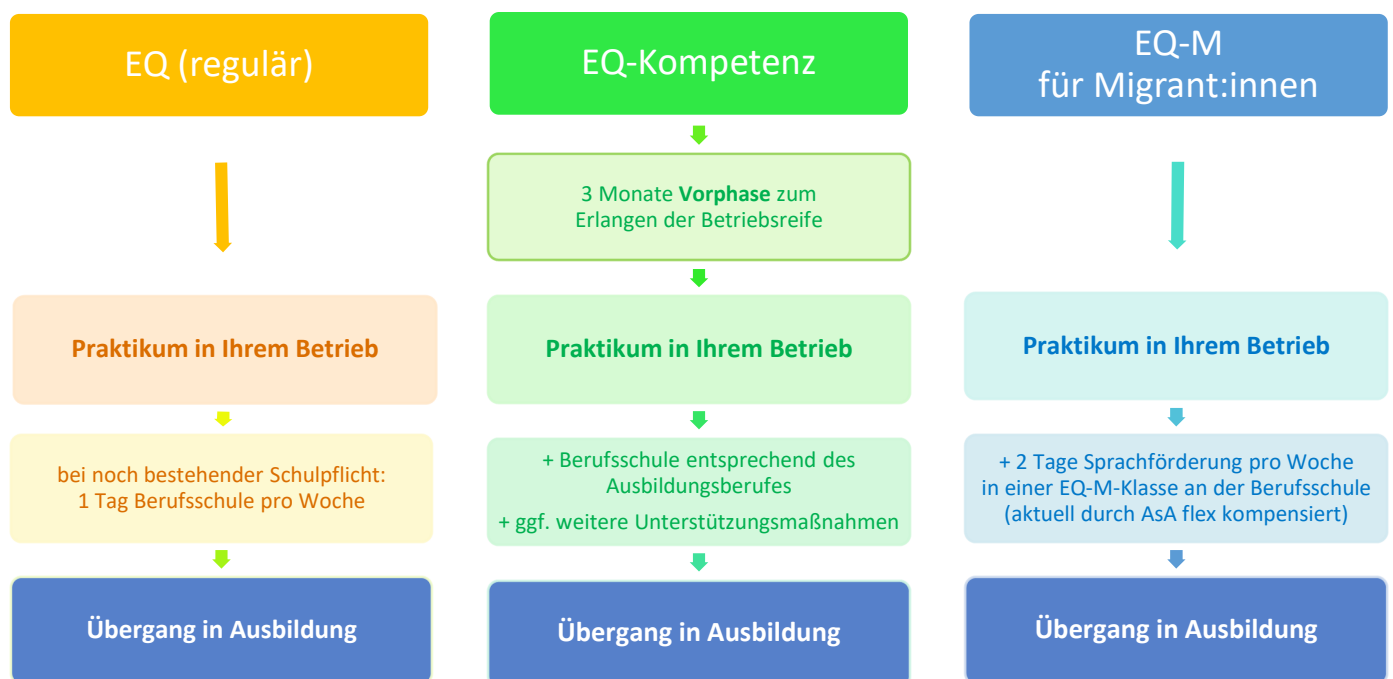 EQ (regulär)
Praktikum in Ihrem Betrieb
bei noch bestehender Schulpflicht:
1 Tag Berufsschule pro Woche
Übergang in Ausbildung
EQ-Kompetenz
3 Monate Vorphase zum
Erlangen der Betriebsreife
Praktikum in Ihrem Betrieb
+ Berufsschule entsprechend des
Ausbildungsberufes
+ ggf. weitere Unterstützungsmaßnahmen
Übergang in Ausbildung
EQ-M
für Migrant:innen
Praktikum in Ihrem Betrieb
+ 2 Tage Sprachförderung pro Woche
in einer EQ-M-Klasse an der Berufsschule
(aktuell durch AsA flex kompensiert)
Übergang in Ausbildung